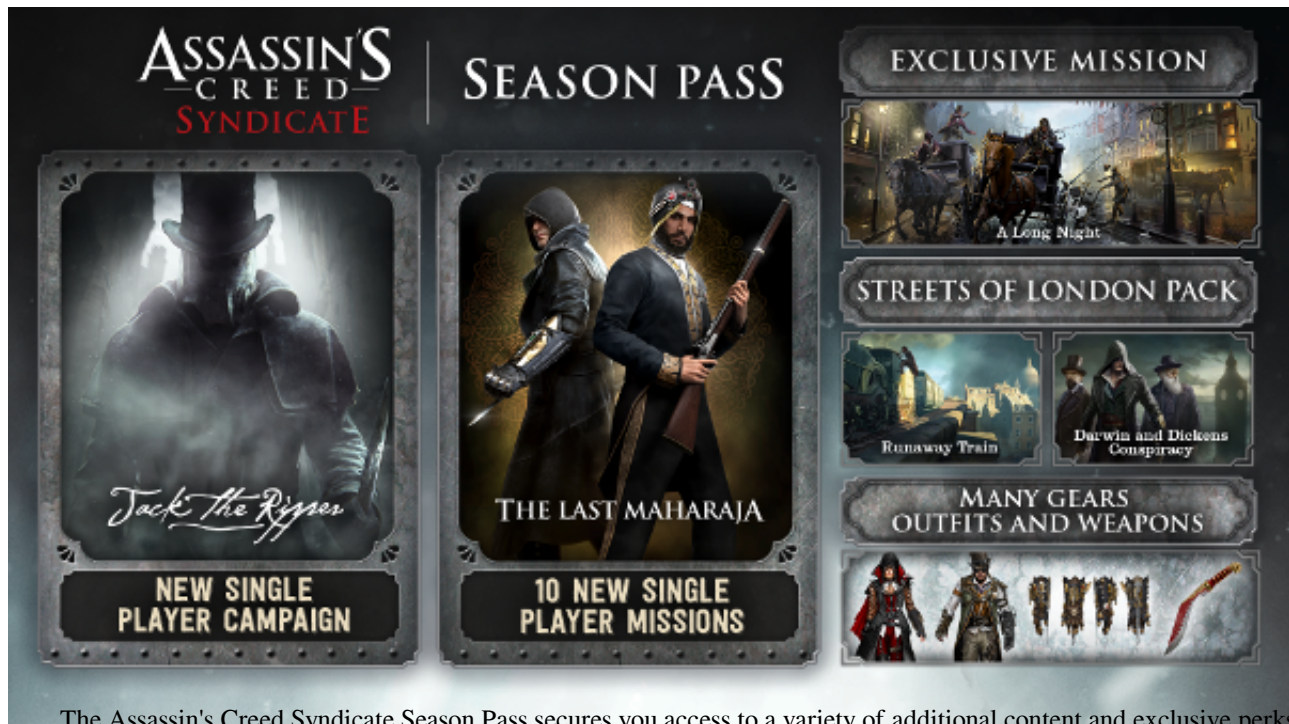 ASSASSIN'S
CREED
SYNDICATE
SEASON PASS
Jack the Ripper
NEW SINGLE
PLAYER CAMPAIGN
THE LAST MAHARAJA
10 NEW SINGLE
PLAYER MISSIONS
EXCLUSIVE MISSION
A Long Night
STREETS OF LONDON PACK
Runaway Train
Darwin and Dickens
Conspiracy
MANY GEARS
OUTFITS AND WEAPONS
The Assassin's Creed Syndicate Season Pass secures you access to a variety of additional content and exclusive perks